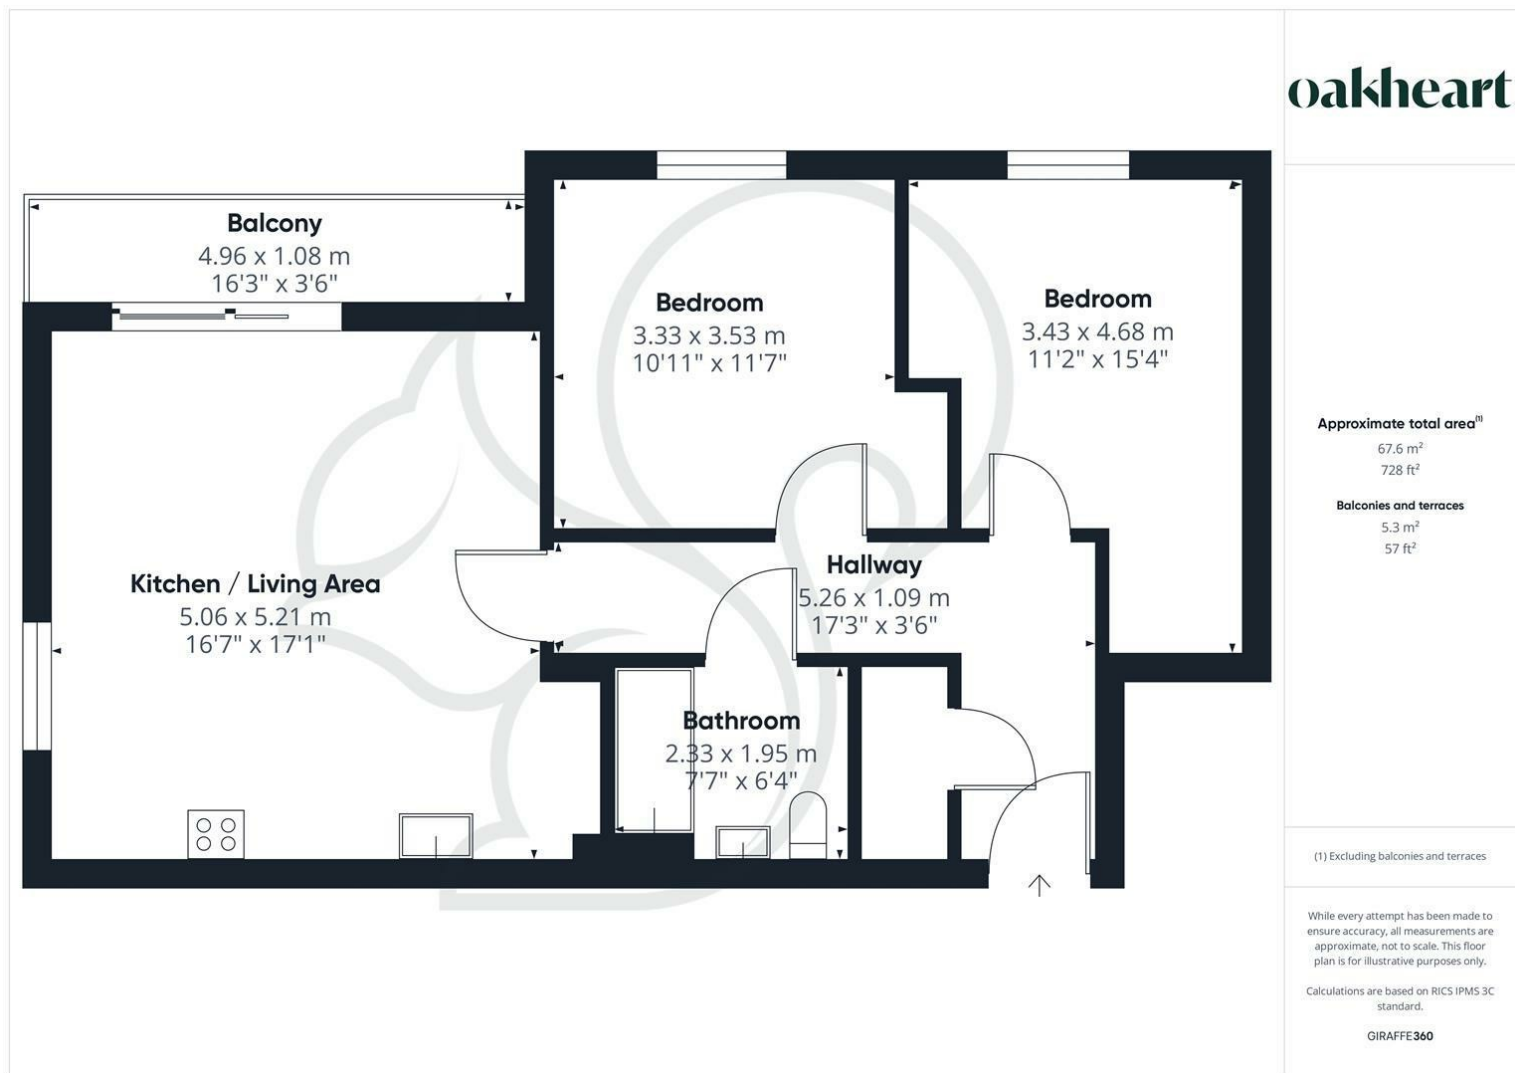 oakheart
Balcony
4.96 x 1.08 m
16'3" x 3'6"
Bedroom
3.33 x 3.53 m
10'11" x 11'7"
Bedroom
3.43 x 4.68 m
11'2" x 15'4"
Kitchen / Living Area
5.06 x 5.21 m
16'7" x 17'1"
Hallway
5.26 x 1.09 m
17'3" x 3'6"
Bathroom
2.33 x 1.95 m
7'7" x 6'4"
Approximate total area(1)
67.6 m²
728 ft²
Balconies and terraces
5.3 m²
57 ft²
(1) Excluding balconies and terraces
While every attempt has been made to
ensure accuracy, all measurements are
approximate, not to scale. This floor
plan is for illustrative purposes only.
Calculations are based on RICS IPMS 3C
standard.
GIRAFFE360